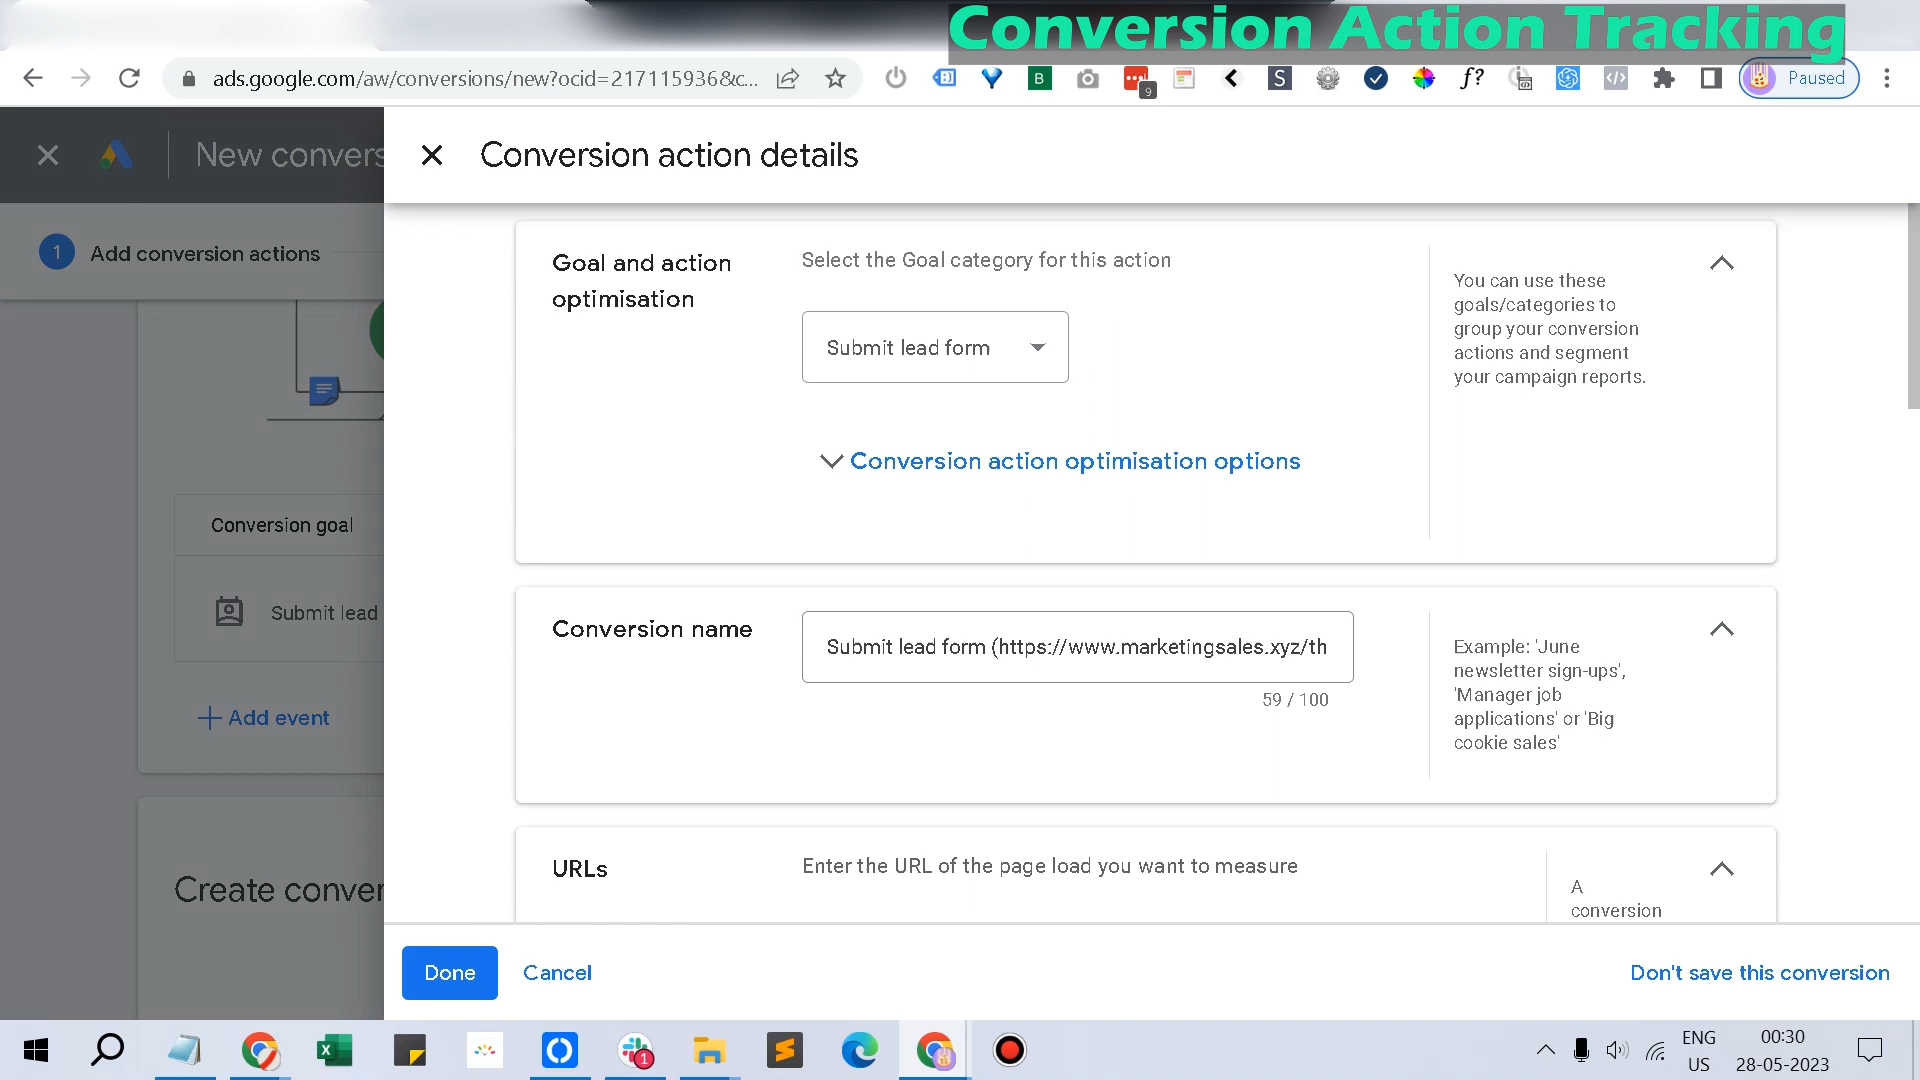 Conversion Action Tracking
ads.google.com/aw/conversions/new?ocid=217115936&c...
B
9
S
f?
Paused
New convers
Conversion action details
1
Add conversion actions
Goal and action
optimisation
Select the Goal category for this action
You can use these
goals/categories to
group your conversion
actions and segment
your campaign reports.
Submit lead form
Conversion action optimisation options
Conversion goal
Submit lead
Add event
Conversion name
Submit lead form (https://www.marketingsales.xyz/th
59 / 100
Example: 'June
newsletter sign-ups',
'Manager job
applications' or 'Big
cookie sales'
URLs
Enter the URL of the page load you want to measure
A
conversion
Create conver
Done
Cancel
Don't save this conversion
1
ENG
US
00:30
28-05-2023